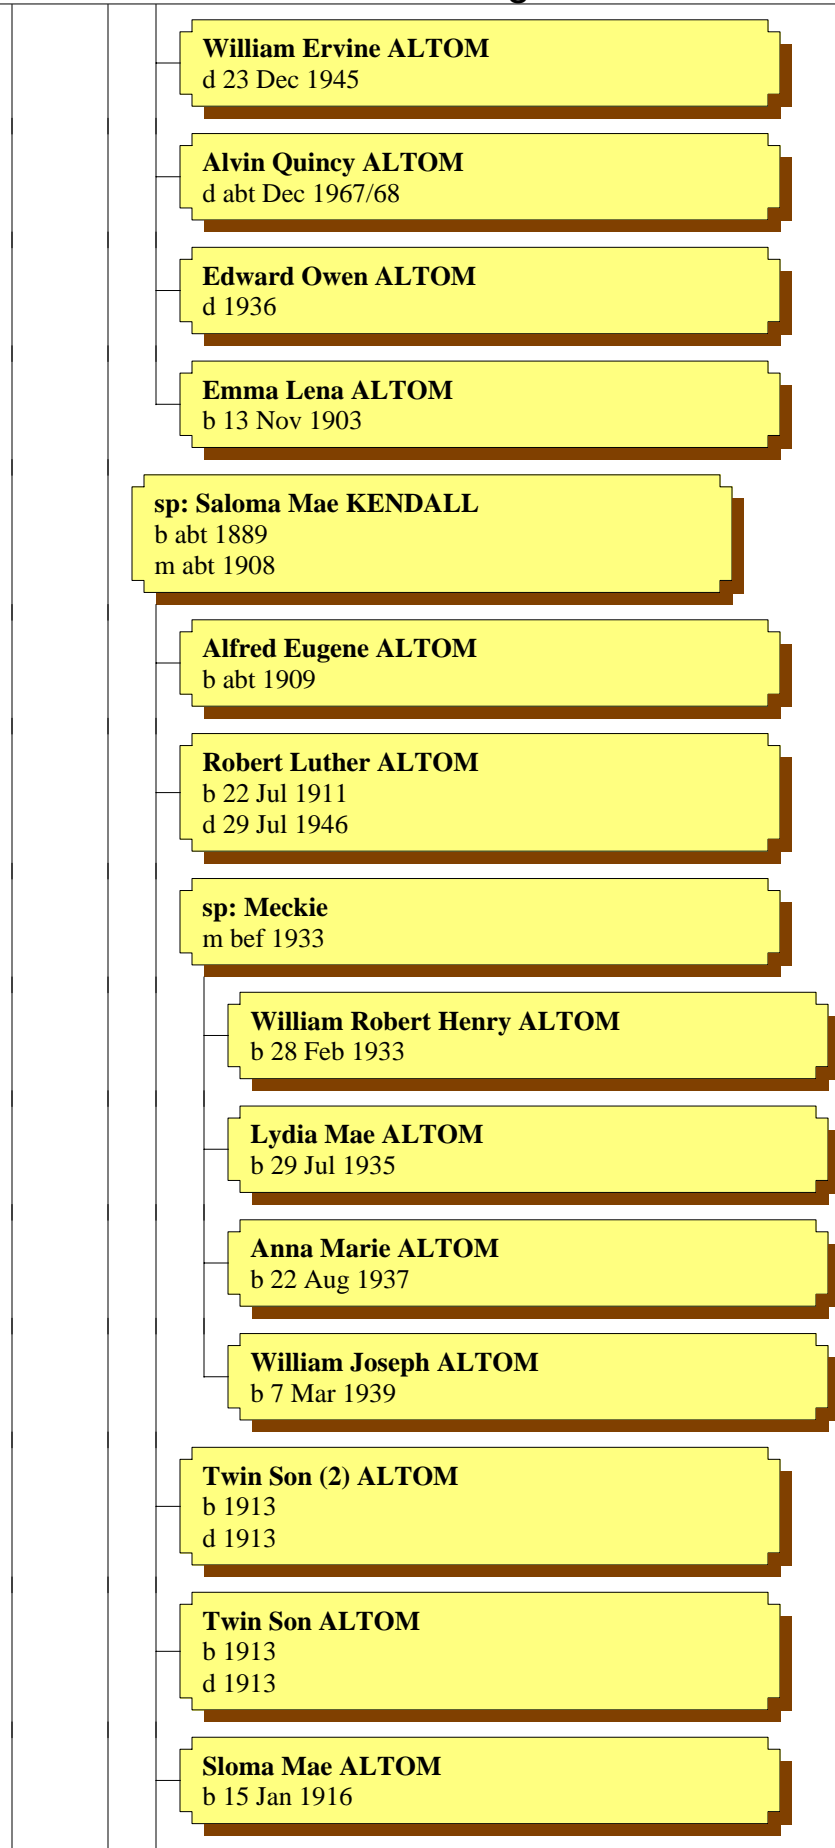 William Ervine ALTOM
d 23 Dec 1945
Alvin Quincy ALTOM
d abt Dec 1967/68
Edward Owen ALTOM
d 1936
Emma Lena ALTOM
b 13 Nov 1903
sp: Saloma Mae KENDALL
b abt 1889
m abt 1908
Alfred Eugene ALTOM
b abt 1909
Robert Luther ALTOM
b 22 Jul 1911
d 29 Jul 1946
sp: Meckie
m bef 1933
William Robert Henry ALTOM
b 28 Feb 1933
Lydia Mae ALTOM
b 29 Jul 1935
Anna Marie ALTOM
b 22 Aug 1937
William Joseph ALTOM
b 7 Mar 1939
Twin Son (2) ALTOM
b 1913
d 1913
Twin Son ALTOM
b 1913
d 1913
Sloma Mae ALTOM
b 15 Jan 1916